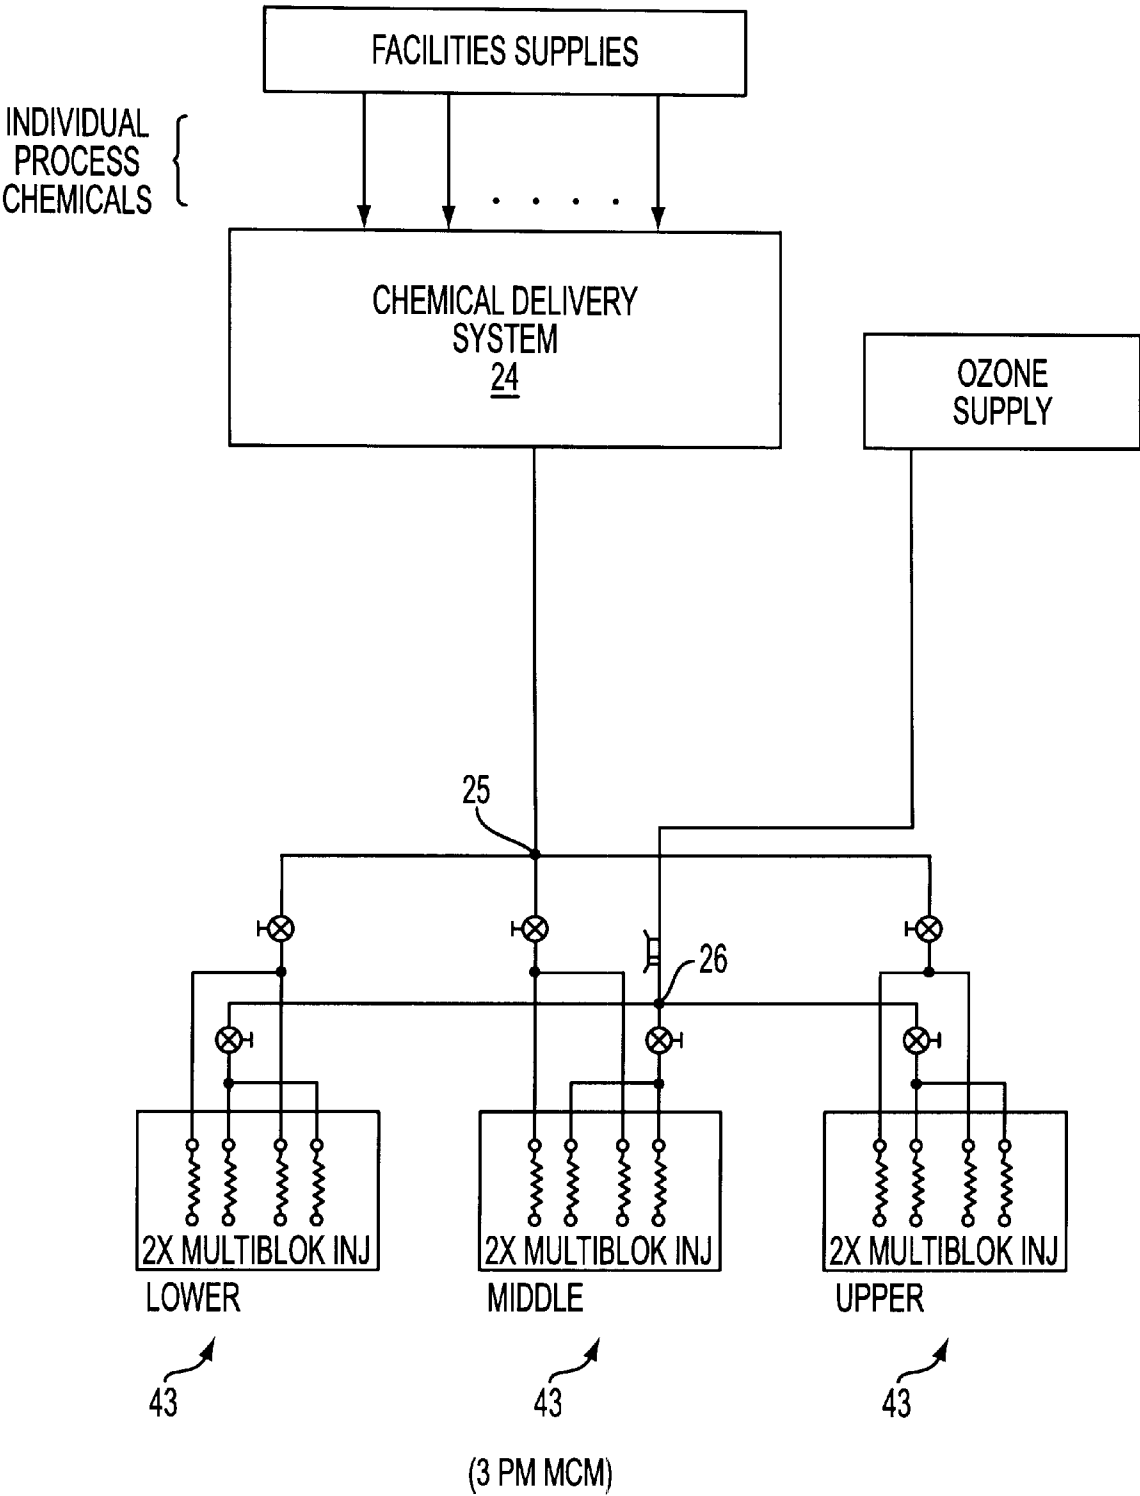 FACILITIES SUPPLIES
INDIVIDUAL
PROCESS
CHEMICALS
CHEMICAL DELIVERY
SYSTEM
24
OZONE
SUPPLY
25
26
2X MULTIBLOK INJ
2X MULTIBLOK INJ
2X MULTIBLOK INJ
LOWER
MIDDLE
UPPER
43
43
43
(3 PM MCM)